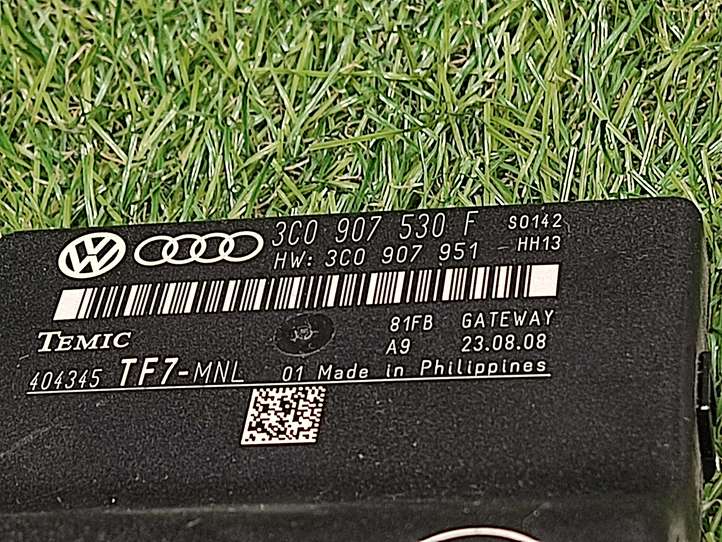 3C0 907 530 F S0142
HW: 3C0 907 951 - HH13
TEMIC 81FB GATEWAY
A9 23.08.08
404345 TF7-MNL 01 Made in Philippines